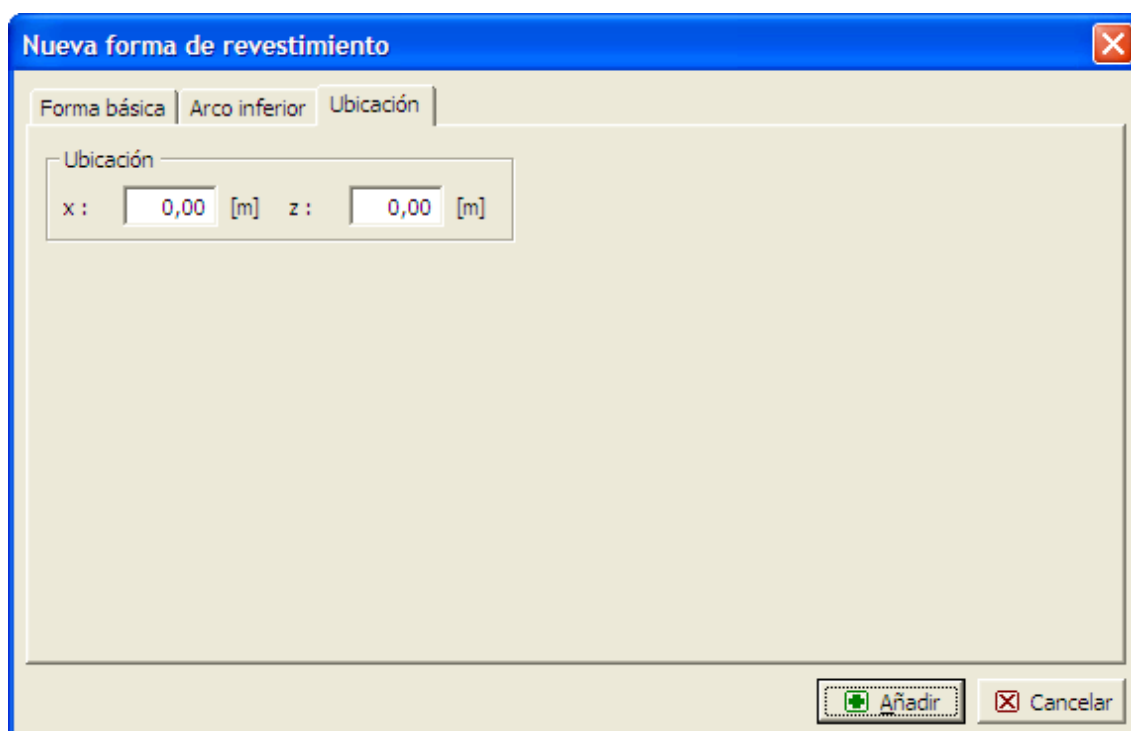 Nueva forma de revestimiento
Forma básica Arco inferior Ubicación
Ubicación
x : 0,00 [m] z : 0,00 [m]
Añadir Cancelar